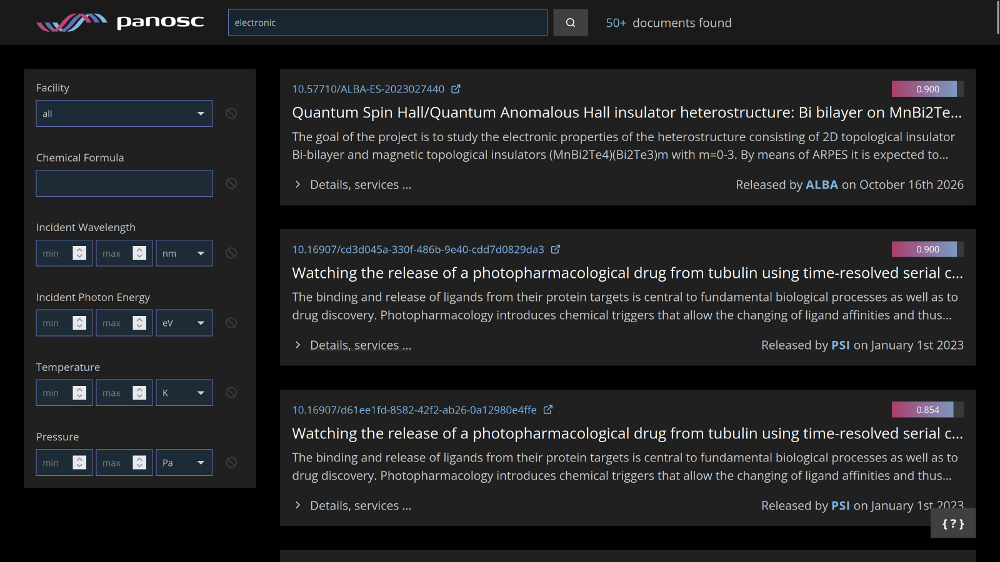 panosc
electronic
50+ documents found
Facility
all
Chemical Formula
Incident Wavelength
min max nm
Incident Photon Energy
min max eV
Temperature
min max K
Pressure
min max Pa
10.57710/ALBA-ES-2023027440
0.900
Quantum Spin Hall/Quantum Anomalous Hall insulator heterostructure: Bi bilayer on MnBi2Te...
The goal of the project is to study the electronic properties of the heterostructure consisting of 2D topological insulator
Bi-bilayer and magnetic topological insulators (MnBi2Te4)(Bi2Te3)m with m=0-3. By means of ARPES it is expected to...
Details, services ...
Released by ALBA on October 16th 2026
10.16907/cd3d045a-330f-486b-9e40-cdd7d0829da3
0.900
Watching the release of a photopharmacological drug from tubulin using time-resolved serial c...
The binding and release of ligands from their protein targets is central to fundamental biological processes as well as to
drug discovery. Photopharmacology introduces chemical triggers that allow the changing of ligand affinities and thus...
Details, services ...
Released by PSI on January 1st 2023
10.16907/d61ee1fd-8582-42f2-ab26-0a12980e4ffe
0.854
Watching the release of a photopharmacological drug from tubulin using time-resolved serial c...
The binding and release of ligands from their protein targets is central to fundamental biological processes as well as to
drug discovery. Photopharmacology introduces chemical triggers that allow the changing of ligand affinities and thus...
Details, services ...
Released by PSI on January 1st 2023
{ ? }